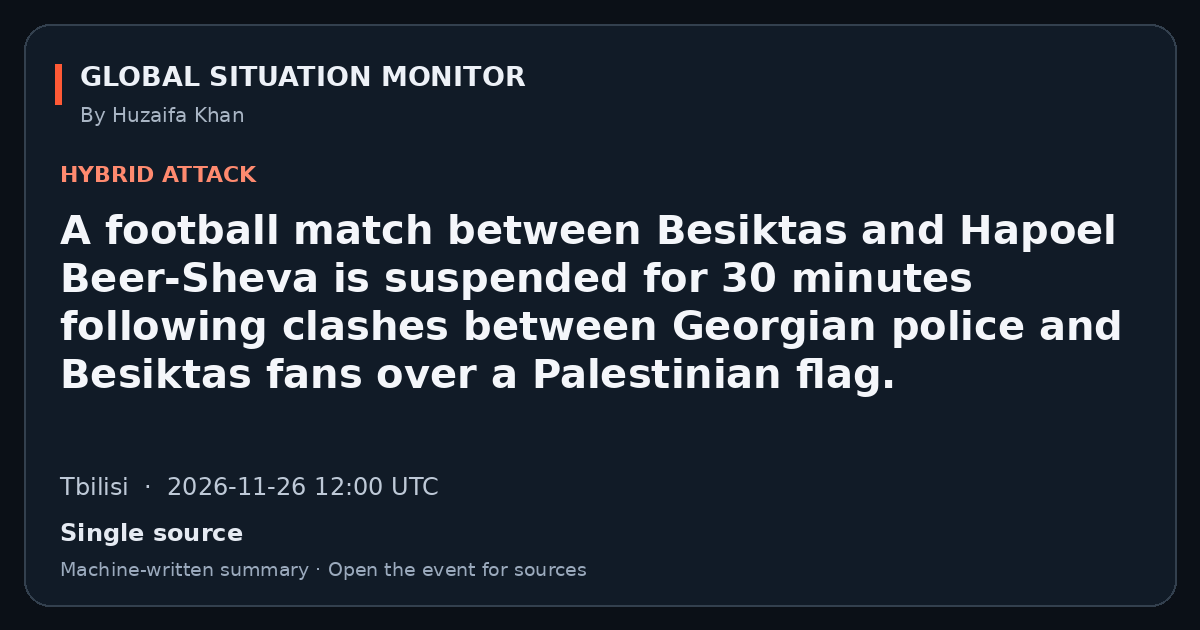 GLOBAL SITUATION MONITOR
By Huzaifa Khan
HYBRID ATTACK
A football match between Besiktas and Hapoel
Beer-Sheva is suspended for 30 minutes
following clashes between Georgian police and
Besiktas fans over a Palestinian flag.
Tbilisi · 2026-11-26 12:00 UTC
Single source
Machine-written summary · Open the event for sources